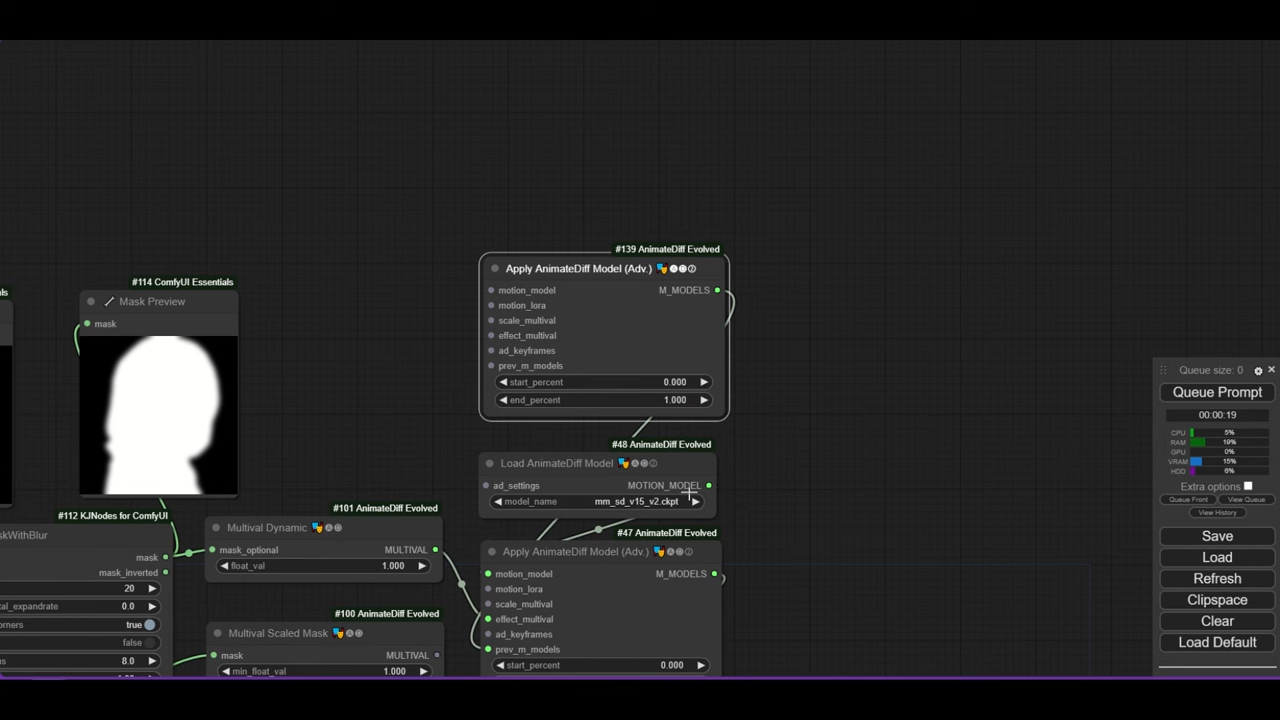 #139 AnimateDiff Evolved
Apply AnimateDiff Model (Adv.)
motion_model
M_MODELS
motion_lora
scale_multival
effect_multival
ad_keyframes
prev_m_models
start_percent
0.000
end_percent
1.000
als
#114 ComfyUI Essentials
Mask Preview
mask
#48 AnimateDiff Evolved
Load AnimateDiff Model
ad_settings
MOTION_MODEL
model_name
mm_sd_v15_v2.ckpt
#112 KJNodes for ComfyUI
skWithBlur
mask
mask_inverted
20
tal_expandrate
0.0
orners
true
false
us
8.0
#101 AnimateDiff Evolved
Multival Dynamic
mask_optional
MULTIVAL
float_val
1.000
#100 AnimateDiff Evolved
Multival Scaled Mask
mask
MULTIVAL
min_float_val
1.000
#47 AnimateDiff Evolved
Apply AnimateDiff Model (Adv.)
motion_model
M_MODELS
motion_lora
scale_multival
effect_multival
ad_keyframes
prev_m_models
start_percent
0.000
Queue size: 0
Queue Prompt
00:00:19
CPU
5%
RAM
19%
GPU
0%
VRAM
15%
HDD
6%
Extra options
Queue Front
View Queue
View History
Save
Load
Refresh
Clipspace
Clear
Load Default